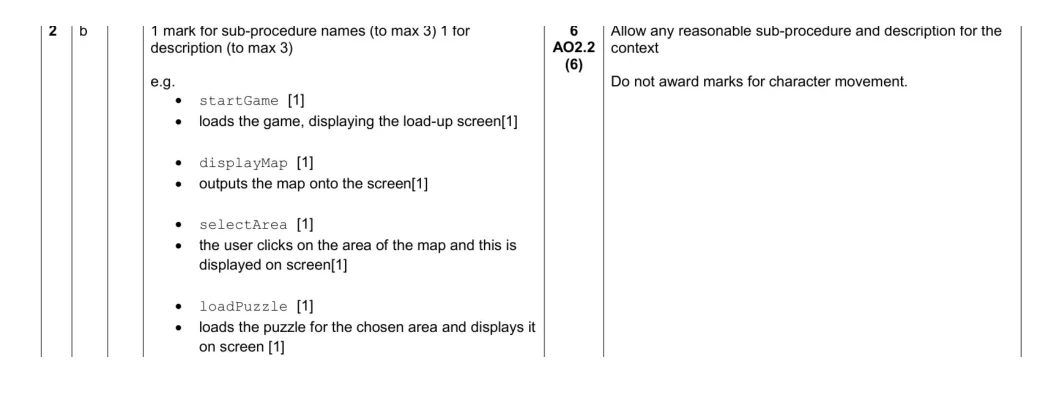 2 b 1 mark for sub-procedure names (to max 3) 1 for
description (to max 3)
e.g.
• startGame [1]
• loads the game, displaying the load-up screen[1]
• displayMap [1]
• outputs the map onto the screen[1]
• selectArea [1]
• the user clicks on the area of the map and this is
displayed on screen[1]
• loadPuzzle [1]
• loads the puzzle for the chosen area and displays it
on screen [1]
6
AO2.2
(6)
Allow any reasonable sub-procedure and description for the
context
Do not award marks for character movement.